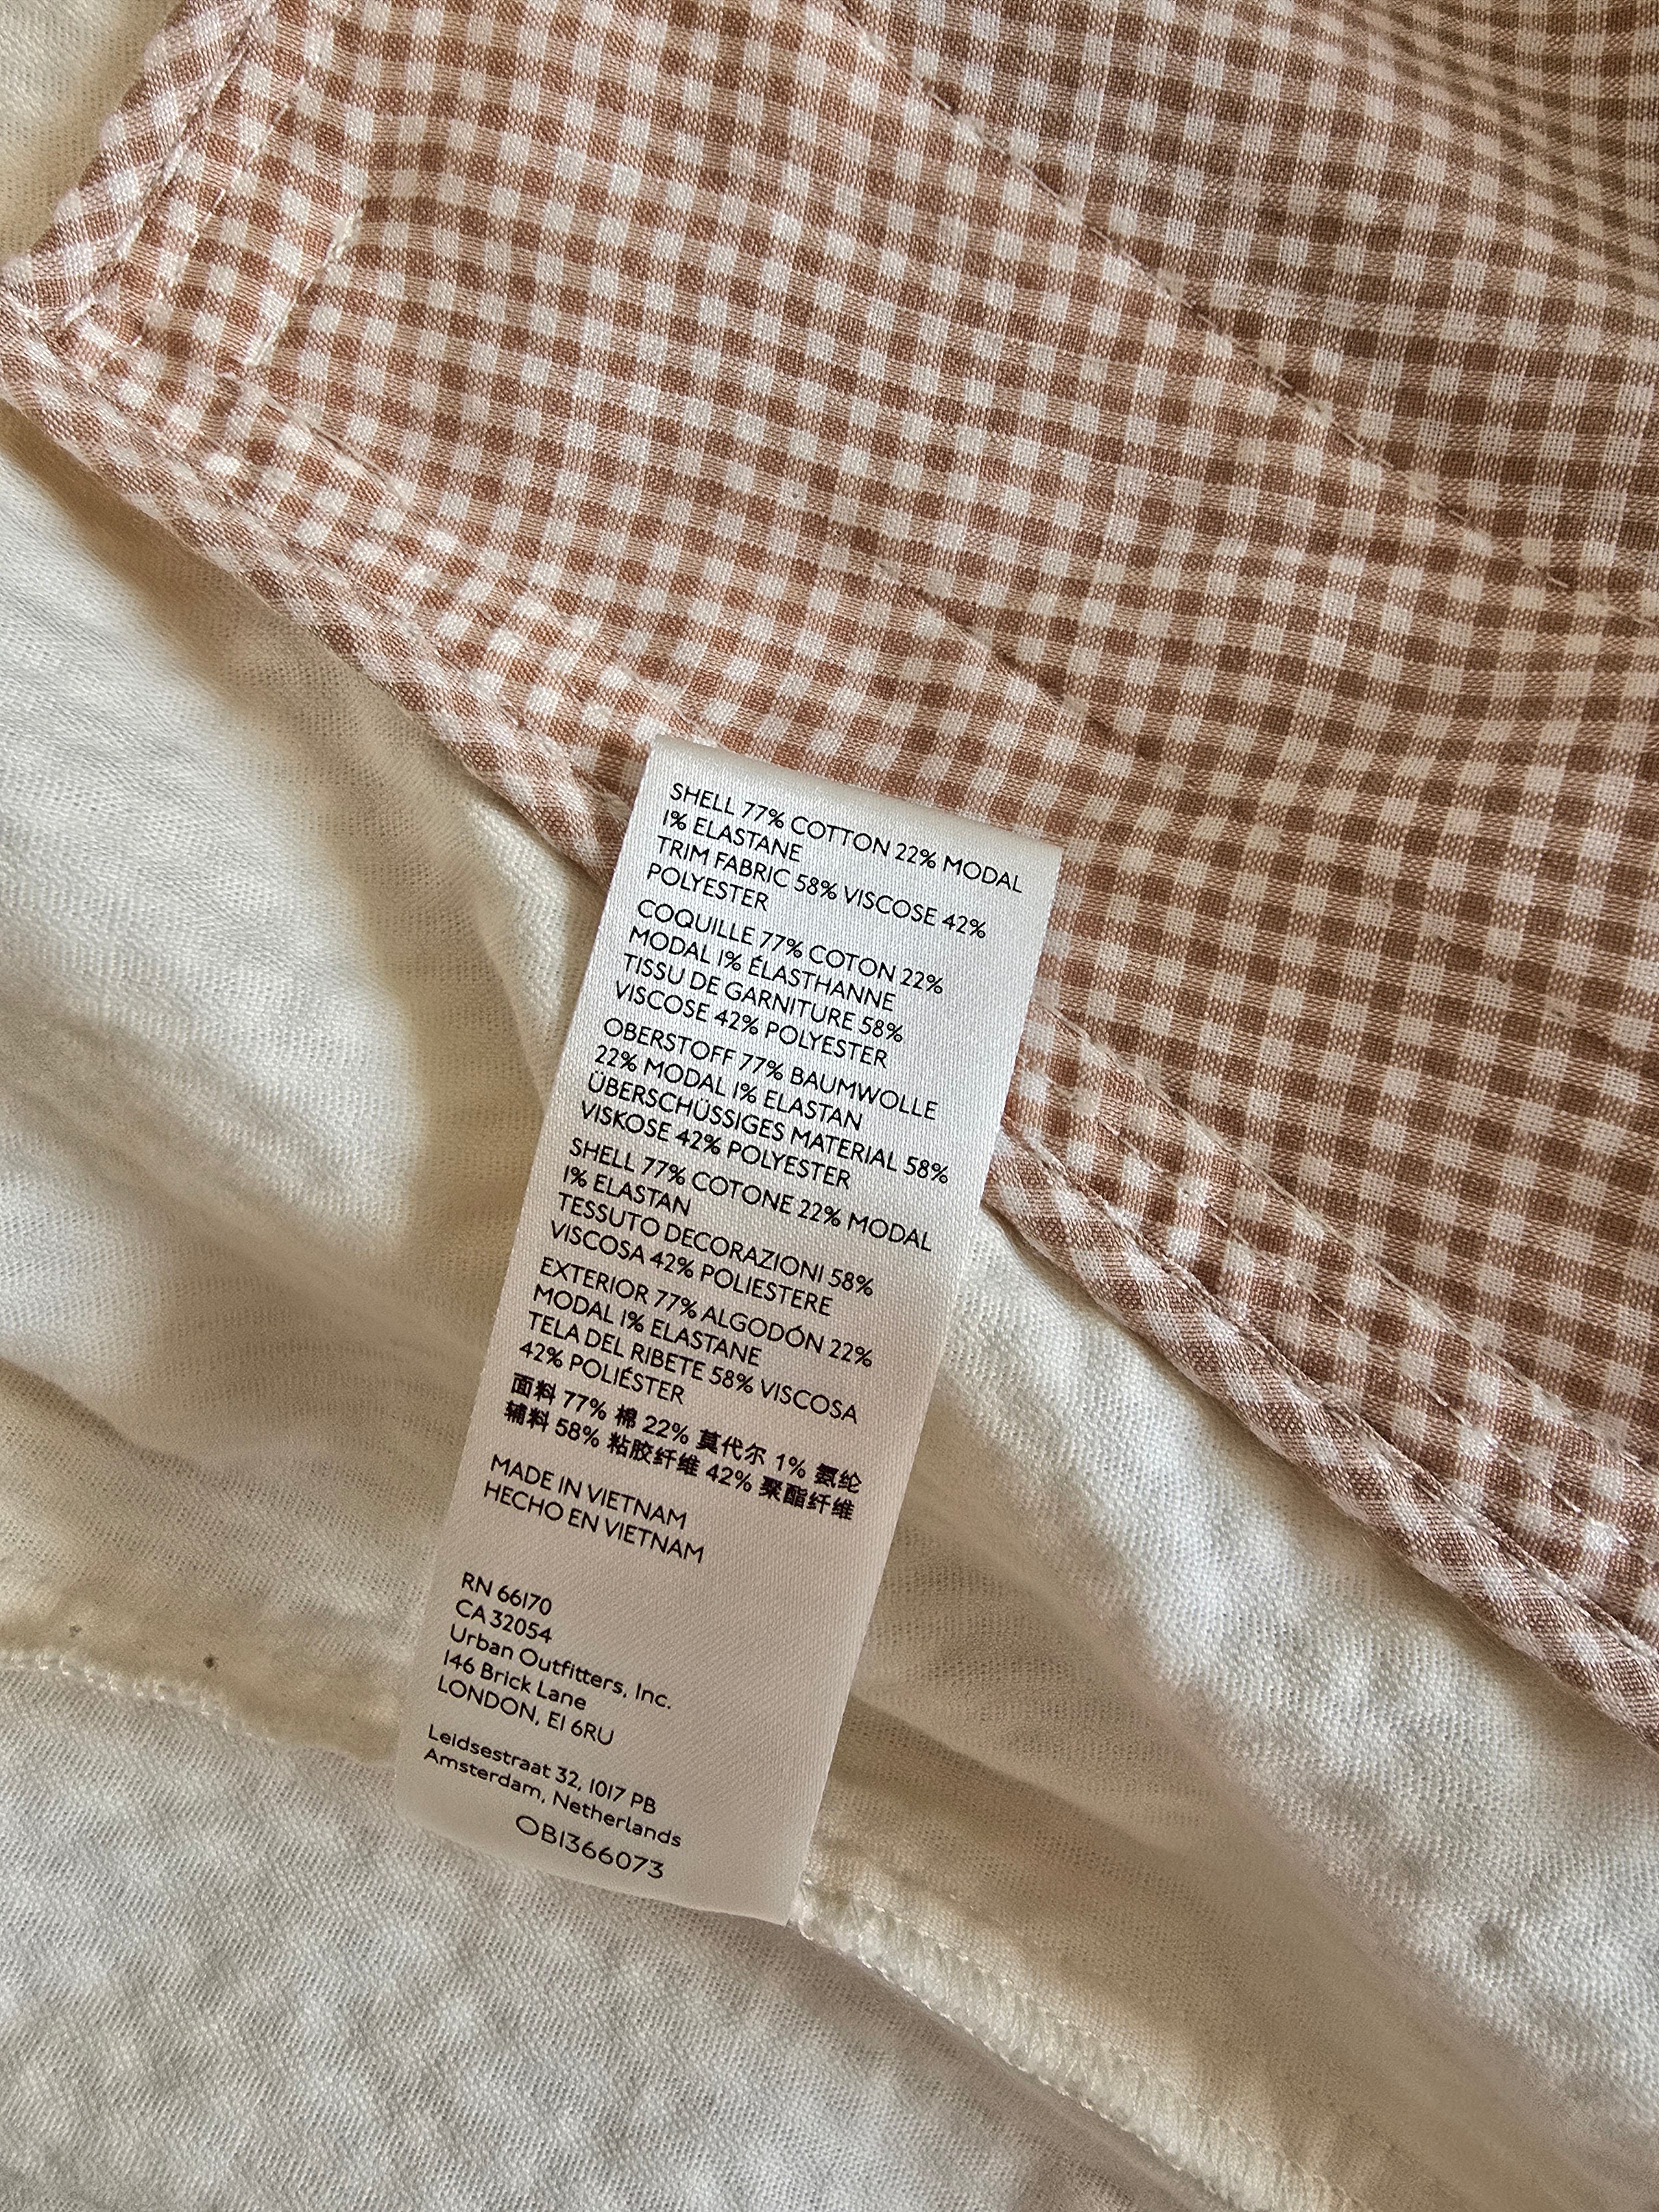 SHELL 77% COTTON 22% MODAL
1% ELASTANE
TRIM FABRIC 58% VISCOSE 42%
POLYESTER
COQUILLE 77% COTON 22%
MODAL 1% ÉLASTHANNE
TISSU DE GARNITURE 58%
VISCOSE 42% POLYESTER
OBERSTOFF 77% BAUMWOLLE
22% MODAL 1% ELASTAN
ÜBERSCHÜSSIGES MATERIAL 58%
VISKOSE 42% POLYESTER
SHELL 77% COTONE 22% MODAL
1% ELASTAN
TESSUTO DECORAZIONI 58%
VISCOSA 42% POLIESTERE
EXTERIOR 77% ALGODÓN 22%
MODAL 1% ELASTANE
TELA DEL RIBETE 58% VISCOSA
42% POLIÉSTER
面料 77% 棉 22% 莫代尔 1% 氨纶
辅料 58% 粘胶纤维 42% 聚酯纤维
MADE IN VIETNAM
HECHO EN VIETNAM
RN 66170
CA 32054
Urban Outfitters, Inc.
146 Brick Lane
LONDON, E1 6RU
Leidsestraat 32, 1017 PB
Amsterdam, Netherlands
OB1366073